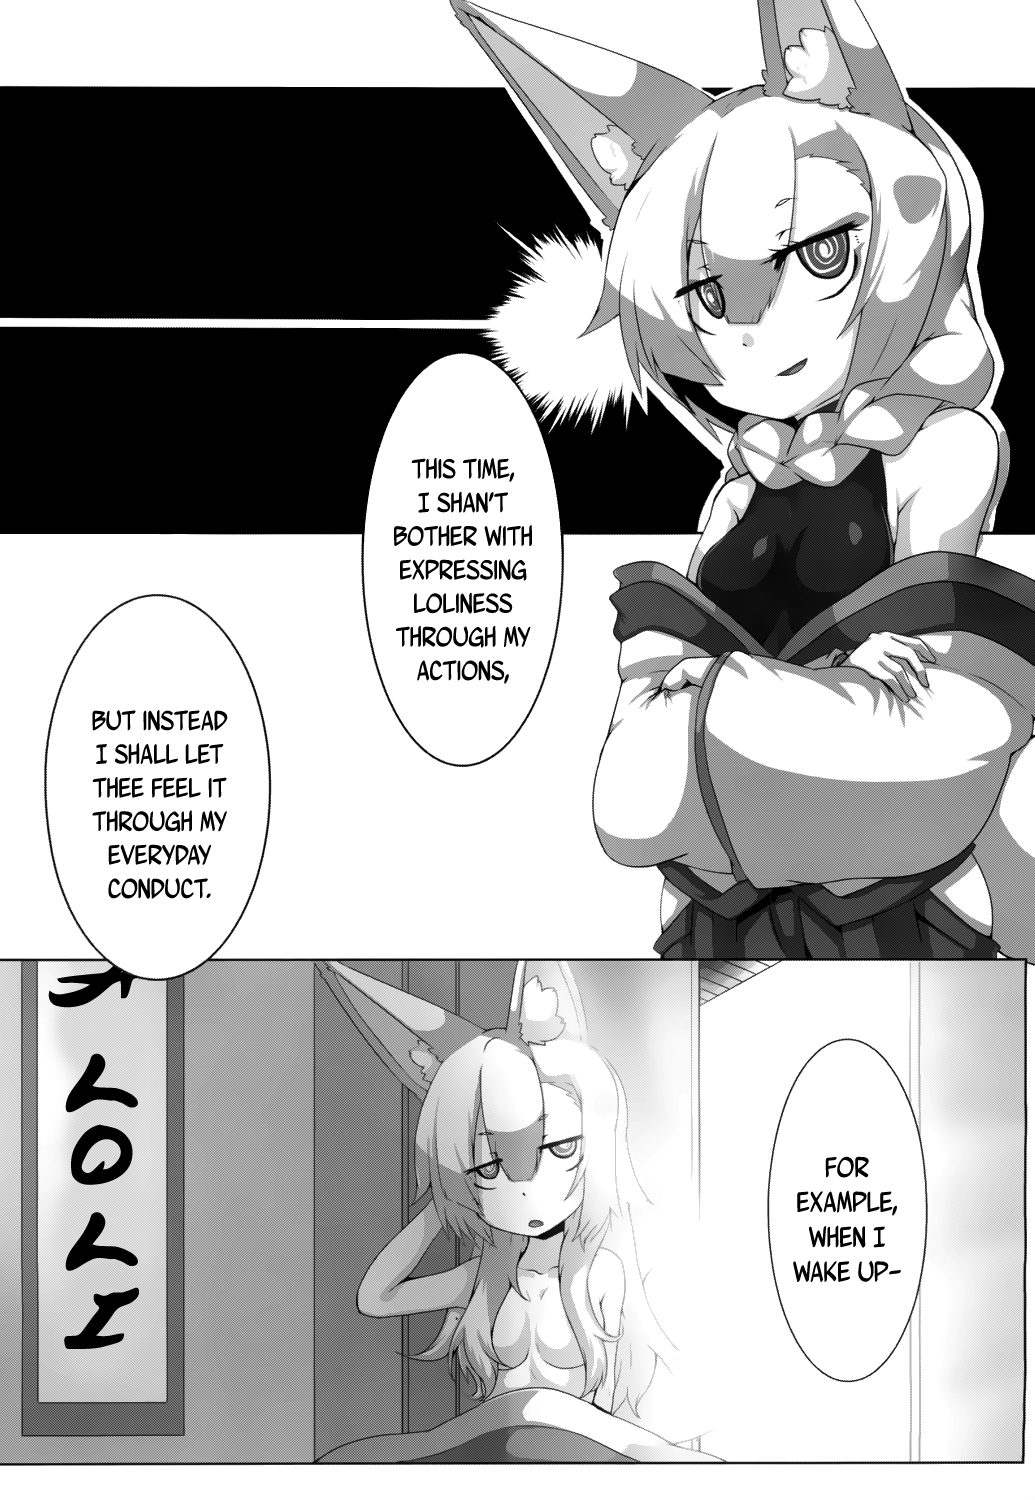 THIS TIME,
I SHAN'T
BOTHER WITH
EXPRESSING
LOLINESS
THROUGH MY
ACTIONS,
BUT INSTEAD
I SHALL LET
THEE FEEL IT
THROUGH MY
EVERYDAY
CONDUCT.
FOR
EXAMPLE,
WHEN I
WAKE UP-
L
O
L
I